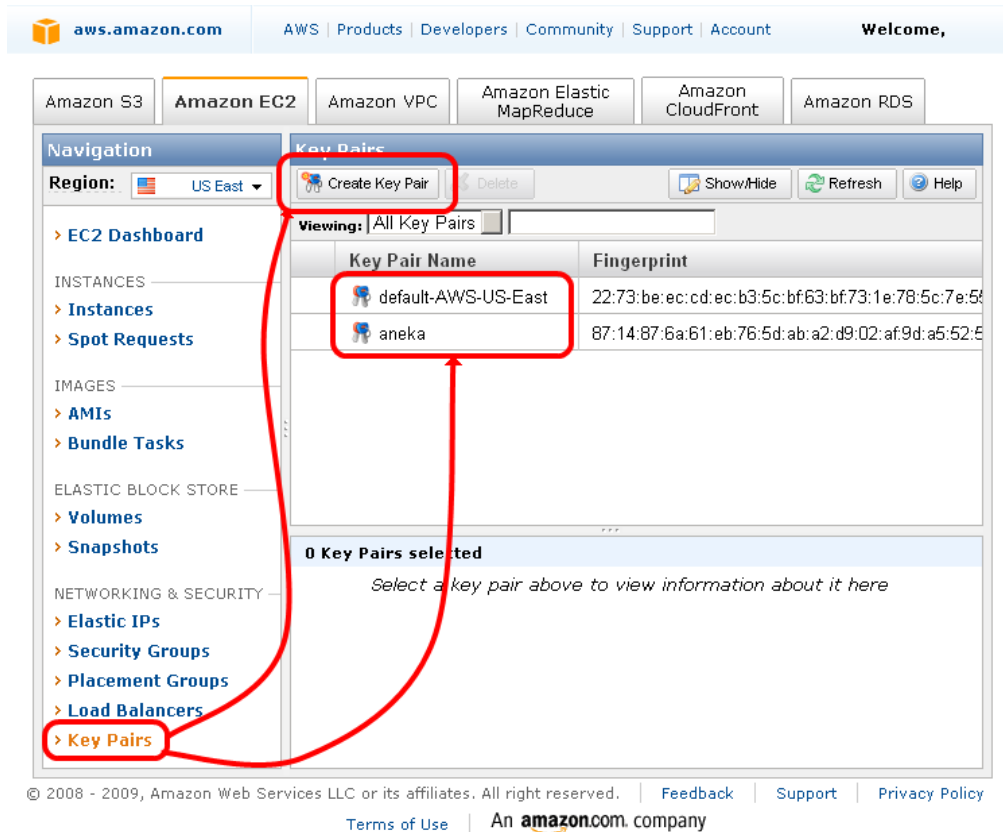 aws.amazon.com AWS | Products | Developers | Community | Support | Account Welcome,
Amazon S3 Amazon EC2 Amazon VPC Amazon Elastic MapReduce Amazon CloudFront Amazon RDS
Navigation
Region: US East
> EC2 Dashboard
INSTANCES
> Instances
> Spot Requests
IMAGES
> AMIs
> Bundle Tasks
ELASTIC BLOCK STORE
> Volumes
> Snapshots
NETWORKING & SECURITY
> Elastic IPs
> Security Groups
> Placement Groups
> Load Balancers
> Key Pairs
Key Pairs
Create Key Pair Delete Show/Hide Refresh Help
Viewing: All Key Pairs
Key Pair Name Fingerprint
default-AWS-US-East 22:73:be:ec:cd:ec:b3:5c:bf:63:bf:73:1e:78:5c:7e:5
aneka 87:14:87:6a:61:eb:76:5d:ab:a2:d9:02:af:9d:a5:52:5
0 Key Pairs selected
Select a key pair above to view information about it here
© 2008 - 2009, Amazon Web Services LLC or its affiliates. All right reserved. | Feedback | Support | Privacy Policy
Terms of Use | An amazon.com. company